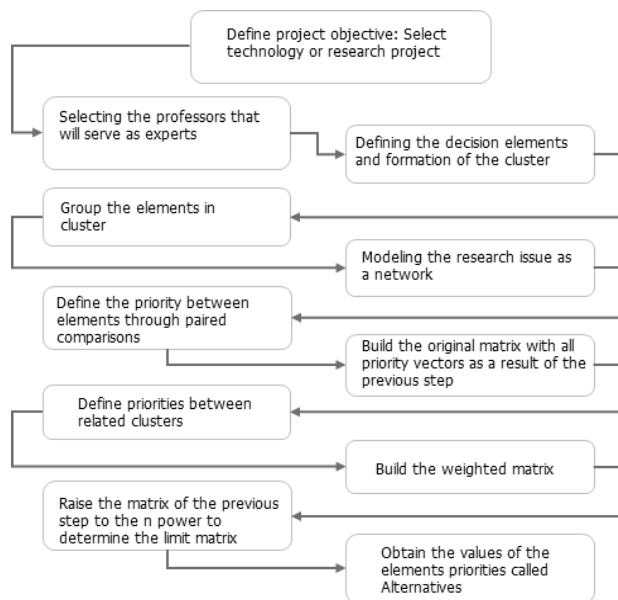 Define project objective: Select
technology or research project
Selecting the professors that
will serve as experts
Defining the decision elements
and formation of the cluster
Group the elements in
cluster
Modeling the research issue as
a network
Define the priority between
elements through paired
comparisons
Build the original matrix with all
priority vectors as a result of the
previous step
Define priorities between
related clusters
Build the weighted matrix
Raise the matrix of the previous
step to the n power to
determine the limit matrix
Obtain the values of the
elements priorities called
Alternatives